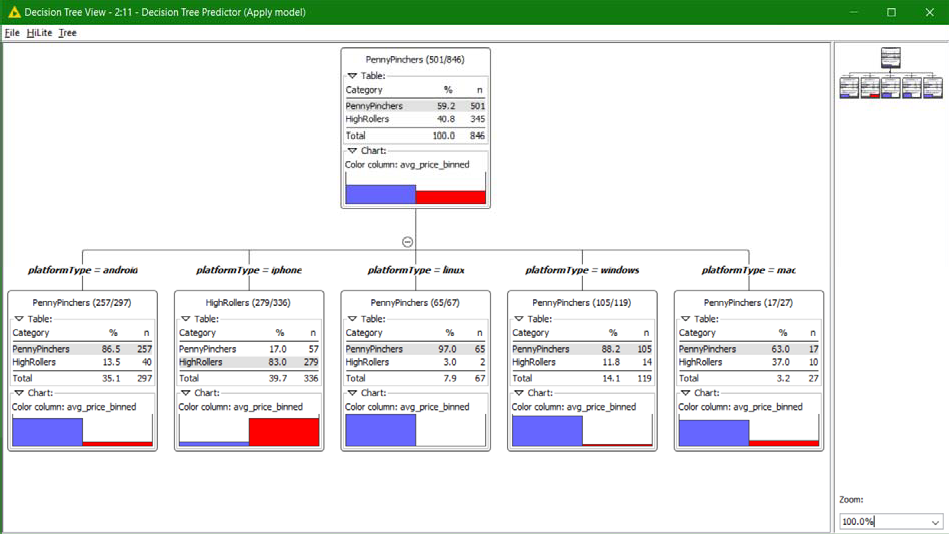 Decision Tree View - 2:11 - Decision Tree Predictor (Apply model)
File HiLite Tree
PennyPinchers (501/846)
Table:
Category % n
PennyPinchers 59.2 501
HighRollers 40.8 345
Total 100.0 846
Chart:
Color column: avg_price_binned
platformType = android
PennyPinchers (257/297)
Table:
Category % n
PennyPinchers 86.5 257
HighRollers 13.5 40
Total 35.1 297
Chart:
Color column: avg_price_binned
platformType = iphone
HighRollers (279/336)
Table:
Category % n
PennyPinchers 17.0 57
HighRollers 83.0 279
Total 39.7 336
Chart:
Color column: avg_price_binned
platformType = linux
PennyPinchers (65/67)
Table:
Category % n
PennyPinchers 97.0 65
HighRollers 3.0 2
Total 7.9 67
Chart:
Color column: avg_price_binned
platformType = windows
PennyPinchers (105/119)
Table:
Category % n
PennyPinchers 88.2 105
HighRollers 11.8 14
Total 14.1 119
Chart:
Color column: avg_price_binned
platformType = mac
PennyPinchers (17/27)
Table:
Category % n
PennyPinchers 63.0 17
HighRollers 37.0 10
Total 3.2 27
Chart:
Color column: avg_price_binned
Zoom:
100.0%